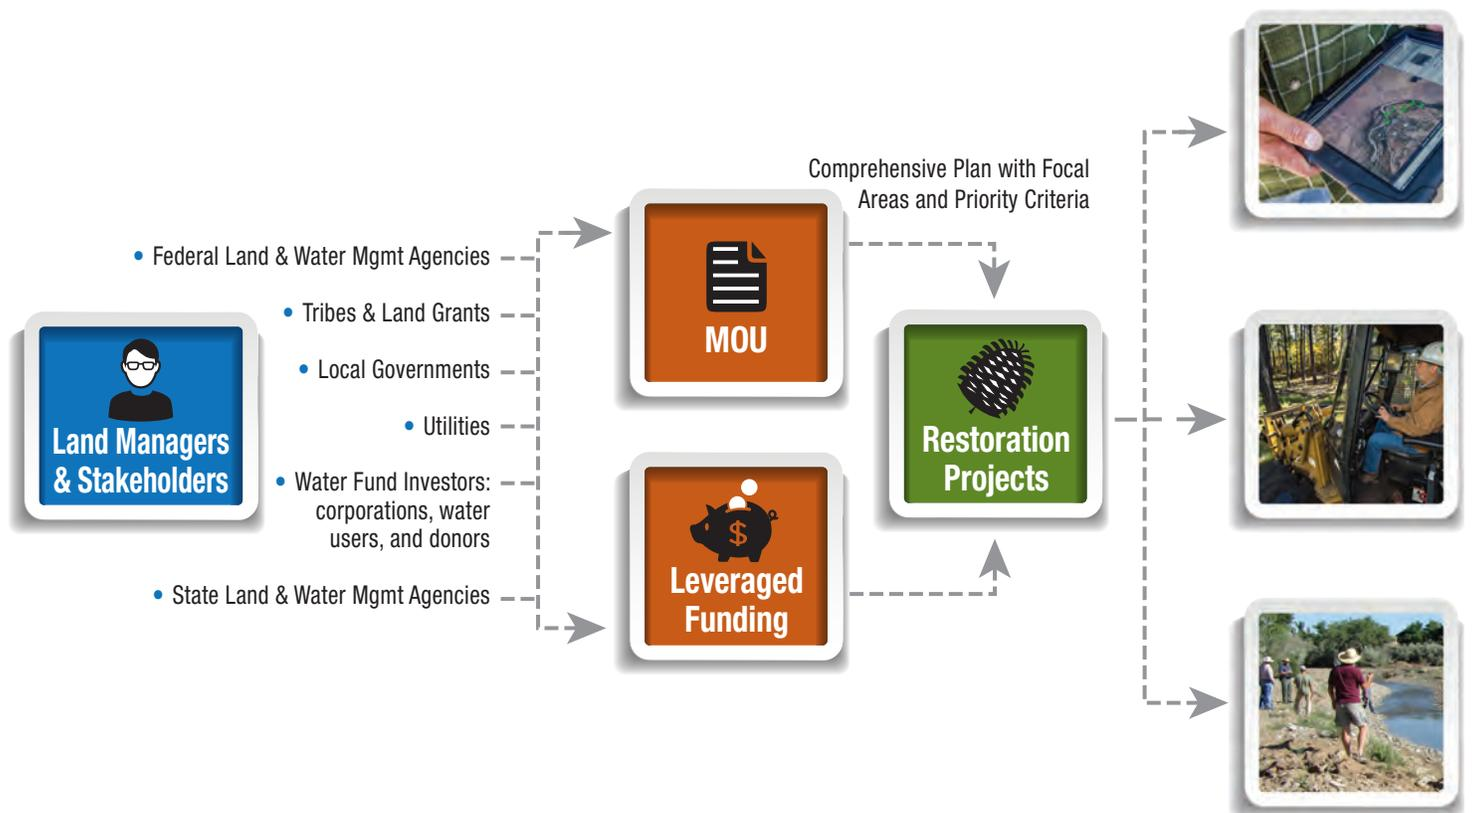 Comprehensive Plan with Focal
Areas and Priority Criteria
• Federal Land & Water Mgmt Agencies
• Tribes & Land Grants
• Local Governments
• Utilities
• Water Fund Investors:
corporations, water
users, and donors
• State Land & Water Mgmt Agencies
Land Managers
& Stakeholders
MOU
$
Leveraged
Funding
Restoration
Projects